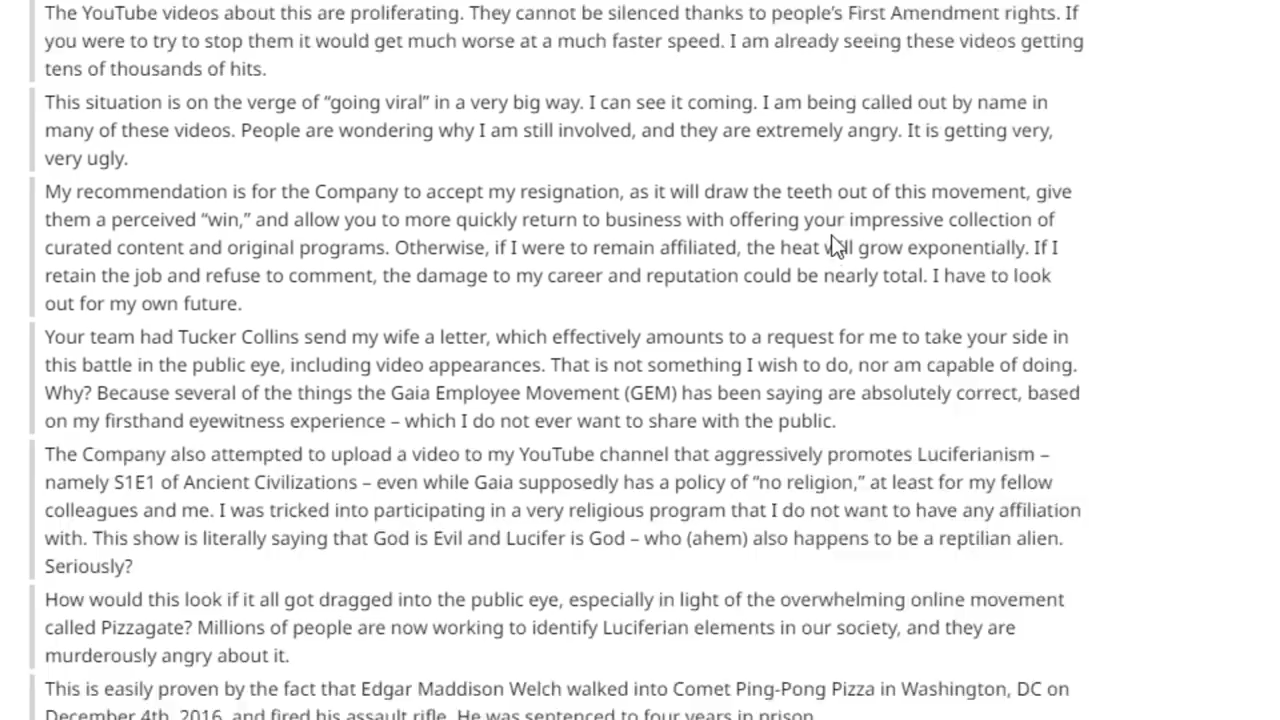 The YouTube videos about this are proliferating. They cannot be silenced thanks to people’s First Amendment rights. If
you were to try to stop them it would get much worse at a much faster speed. I am already seeing these videos getting
tens of thousands of hits.
This situation is on the verge of “going viral” in a very big way. I can see it coming. I am being called out by name in
many of these videos. People are wondering why I am still involved, and they are extremely angry. It is getting very,
very ugly.
My recommendation is for the Company to accept my resignation, as it will draw the teeth out of this movement, give
them a perceived “win,” and allow you to more quickly return to business with offering your impressive collection of
curated content and original programs. Otherwise, if I were to remain affiliated, the heat will grow exponentially. If I
retain the job and refuse to comment, the damage to my career and reputation could be nearly total. I have to look
out for my own future.
Your team had Tucker Collins send my wife a letter, which effectively amounts to a request for me to take your side in
this battle in the public eye, including video appearances. That is not something I wish to do, nor am capable of doing.
Why? Because several of the things the Gaia Employee Movement (GEM) has been saying are absolutely correct, based
on my firsthand eyewitness experience – which I do not ever want to share with the public.
The Company also attempted to upload a video to my YouTube channel that aggressively promotes Luciferianism –
namely S1E1 of Ancient Civilizations – even while Gaia supposedly has a policy of “no religion,” at least for my fellow
colleagues and me. I was tricked into participating in a very religious program that I do not want to have any affiliation
with. This show is literally saying that God is Evil and Lucifer is God – who (ahem) also happens to be a reptilian alien.
Seriously?
How would this look if it all got dragged into the public eye, especially in light of the overwhelming online movement
called Pizzagate? Millions of people are now working to identify Luciferian elements in our society, and they are
murderously angry about it.
This is easily proven by the fact that Edgar Maddison Welch walked into Comet Ping-Pong Pizza in Washington, DC on
December 4th, 2016, and fired his assault rifle. He was sentenced to four years in prison.